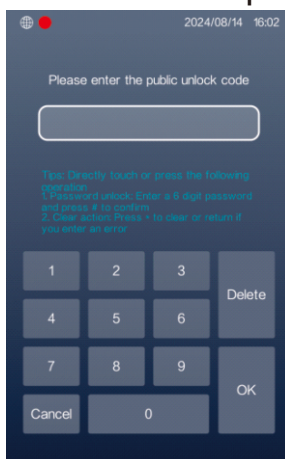 2024/08/14 16:02
Please enter the public unlock code
Tips: Directly touch or press the following
operation
1. Password unlock: Enter a 6 digit password
and press # to confirm
2. Clear action: Press * to clear or return if
you enter an error
1 2 3
Delete
4 5 6
7 8 9
OK
Cancel 0